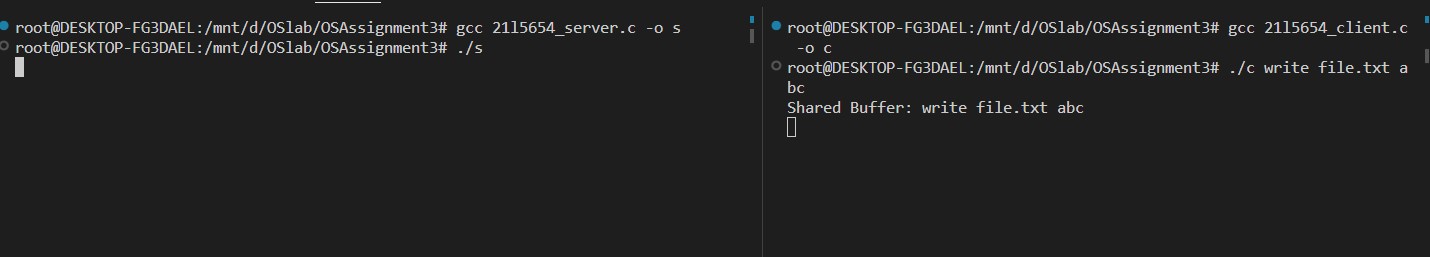 root@DESKTOP-FG3DAEL:/mnt/d/OSlab/OSAssignment3# gcc 21l5654_server.c -o s
root@DESKTOP-FG3DAEL:/mnt/d/OSlab/OSAssignment3# ./s
root@DESKTOP-FG3DAEL:/mnt/d/OSlab/OSAssignment3# gcc 21l5654_client.c
-o c
root@DESKTOP-FG3DAEL:/mnt/d/OSlab/OSAssignment3# ./c write file.txt a
bc
Shared Buffer: write file.txt abc